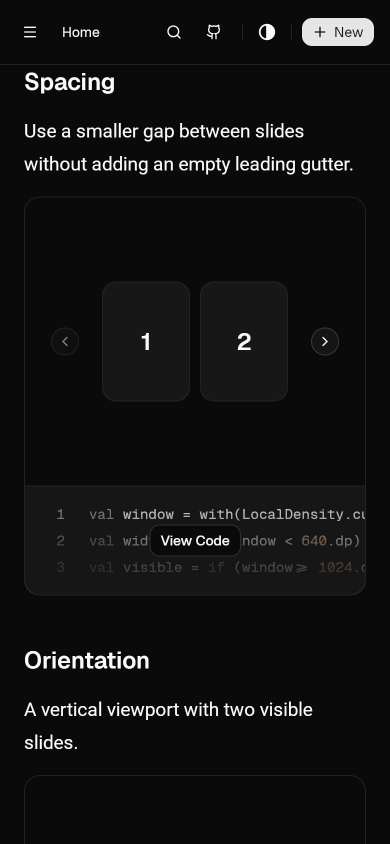 Home
New
Spacing
Use a smaller gap between slides
without adding an empty leading gutter.
1
2
1 val window = with(LocalDensity.cu
2 val wid ndow < 640.dp)
View Code
3 val visible = if (window >= 1024.d
Orientation
A vertical viewport with two visible
slides.